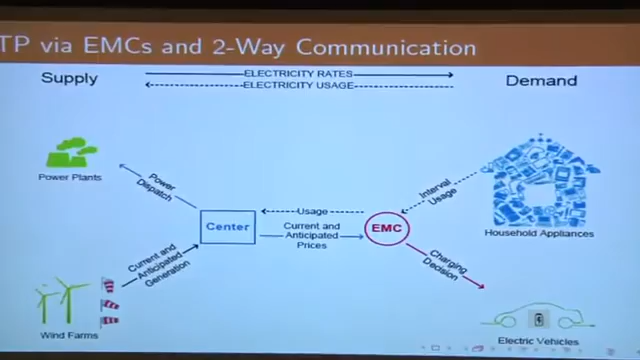 TP via EMCs and 2-Way Communication
Supply
ELECTRICITY RATES
ELECTRICITY USAGE
Demand
Power Plants
Power
Dispatch
Interval
Usage
Household Appliances
Center
Usage
Current and
Anticipated
Prices
EMC
Current and
Anticipated
Generation
Charging
Decision
Wind Farms
Electric Vehicles